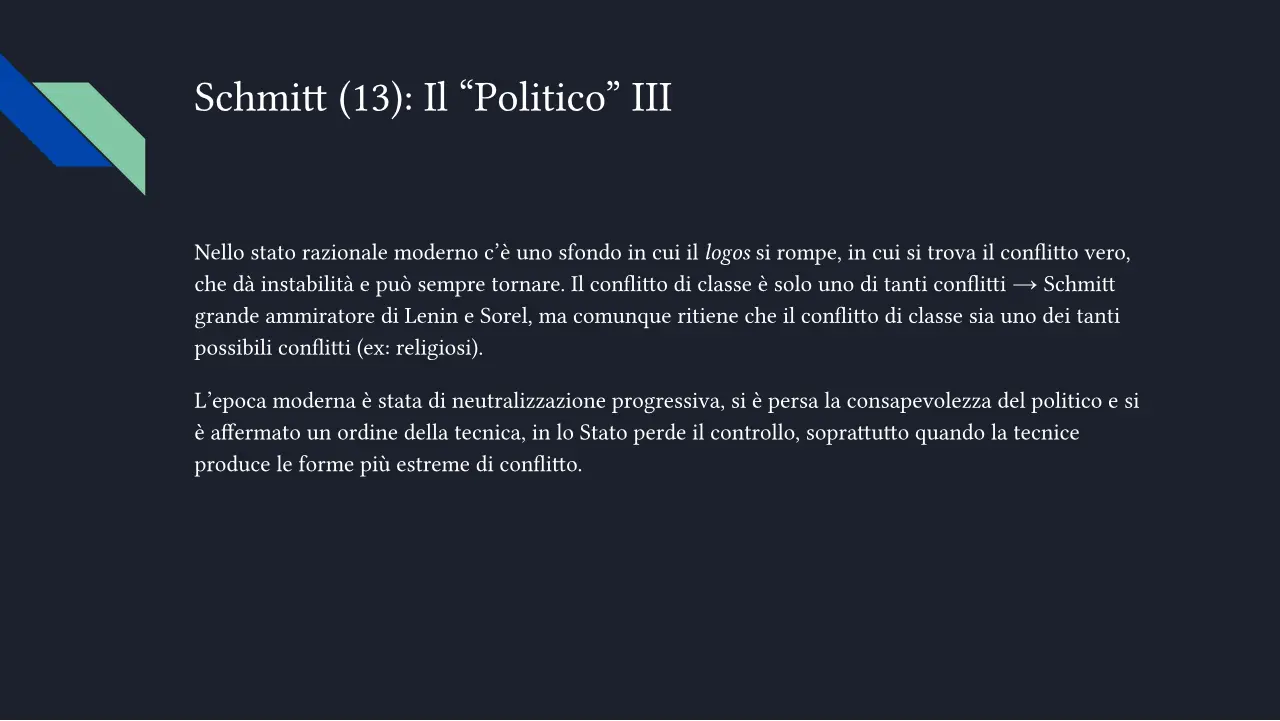 Schmitt (13): Il “Politico” III
Nello stato razionale moderno c’è uno sfondo in cui il logos si rompe, in cui si trova il conflitto vero,
che dà instabilità e può sempre tornare. Il conflitto di classe è solo uno di tanti conflitti → Schmitt
grande ammiratore di Lenin e Sorel, ma comunque ritiene che il conflitto di classe sia uno dei tanti
possibili conflitti (ex: religiosi).
L’epoca moderna è stata di neutralizzazione progressiva, si è persa la consapevolezza del politico e si
è affermato un ordine della tecnica, in lo Stato perde il controllo, soprattutto quando la tecnice
produce le forme più estreme di conflitto.